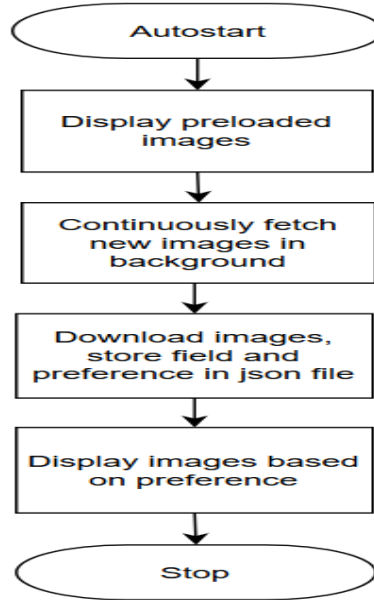 Autostart
Display preloaded
images
Continuously fetch
new images in
background
Download images,
store field and
preference in json file
Display images based
on preference
Stop